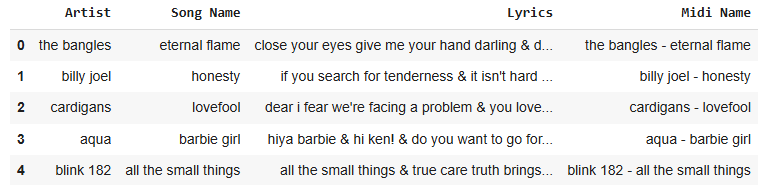 Artist Song Name Lyrics Midi Name
0 the bangles eternal flame close your eyes give me your hand darling & d... the bangles - eternal flame
1 billy joel honesty if you search for tenderness & it isn't hard ... billy joel - honesty
2 cardigans lovefool dear i fear we're facing a problem & you love... cardigans - lovefool
3 aqua barbie girl hiya barbie & hi ken! & do you want to go for... aqua - barbie girl
4 blink 182 all the small things all the small things & true care truth brings... blink 182 - all the small things